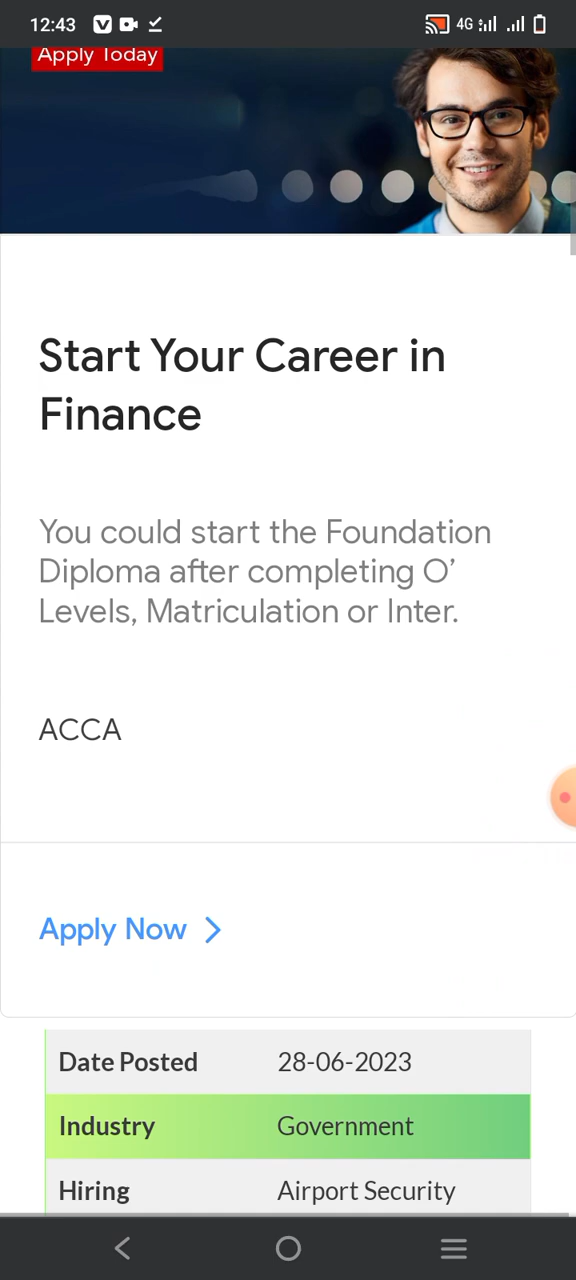 12:43
4G
Apply Today
Start Your Career in
Finance
You could start the Foundation
Diploma after completing O’
Levels, Matriculation or Inter.
ACCA
Apply Now
Date Posted 28-06-2023
Industry Government
Hiring Airport Security